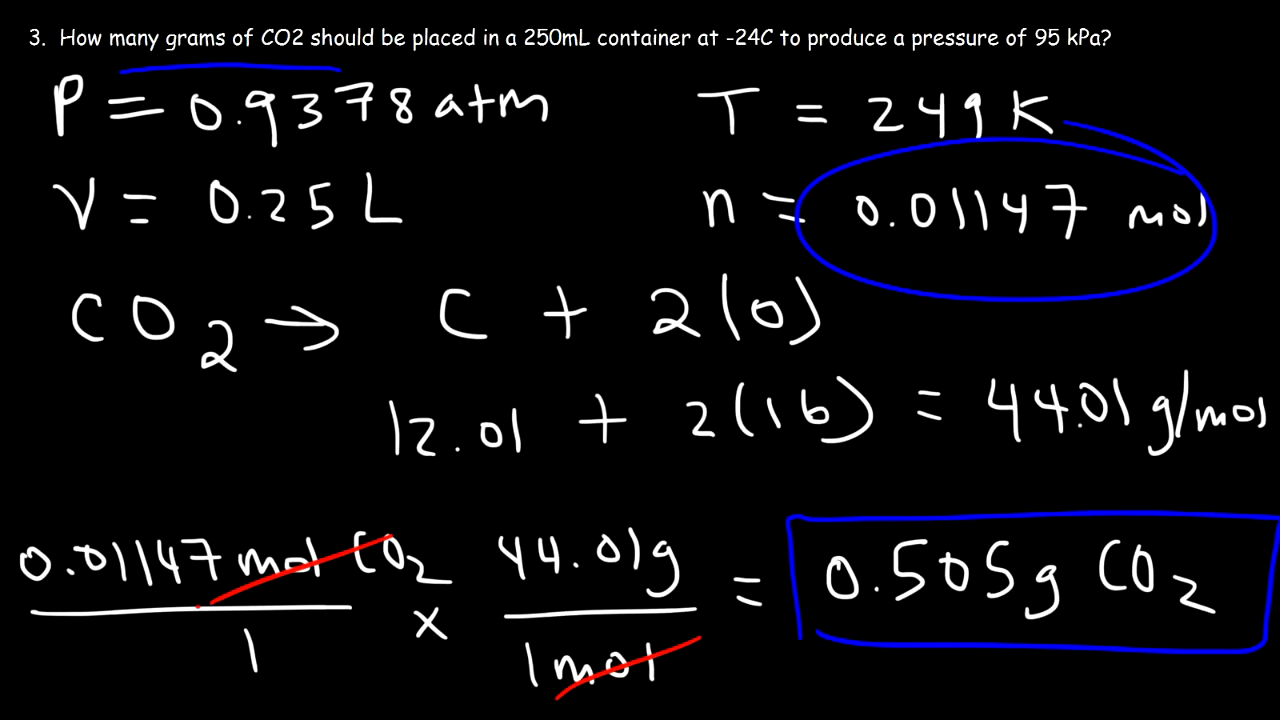 3. How many grams of CO2 should be placed in a 250mL container at -24C to produce a pressure of 95 kPa?
P = 0.9378 atm T = 249 K
V = 0.25 L n = 0.01147 mol
CO₂ → C + 2(O)
12.01 + 2(16) = 44.01 g/mol
0.01147 mol CO₂ x 44.01g = 0.505g CO₂
1 1mol